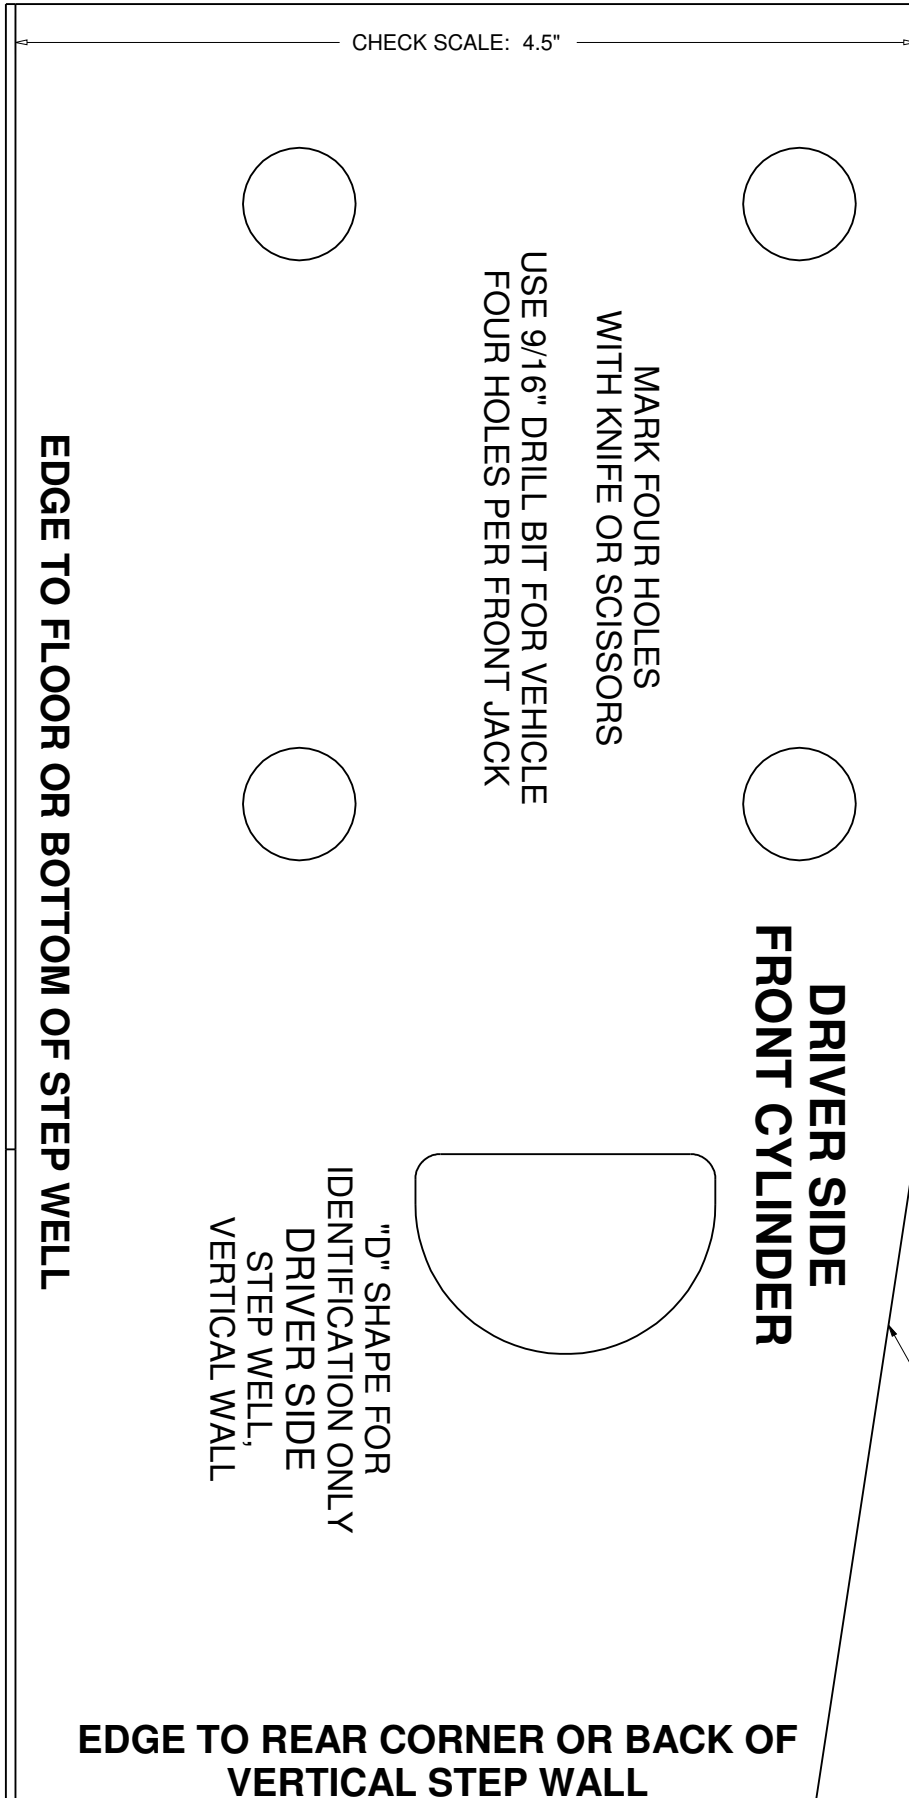 CHECK SCALE: 4.5"
MARK FOUR HOLES
WITH KNIFE OR SCISSORS
USE 9/16" DRILL BIT FOR VEHICLE
FOUR HOLES PER FRONT JACK
EDGE TO FLOOR OR BOTTOM OF STEP WELL
DRIVER SIDE
FRONT CYLINDER
"D" SHAPE FOR
IDENTIFICATION ONLY
DRIVER SIDE
STEP WELL,
VERTICAL WALL
EDGE TO REAR CORNER OR BACK OF
VERTICAL STEP WALL